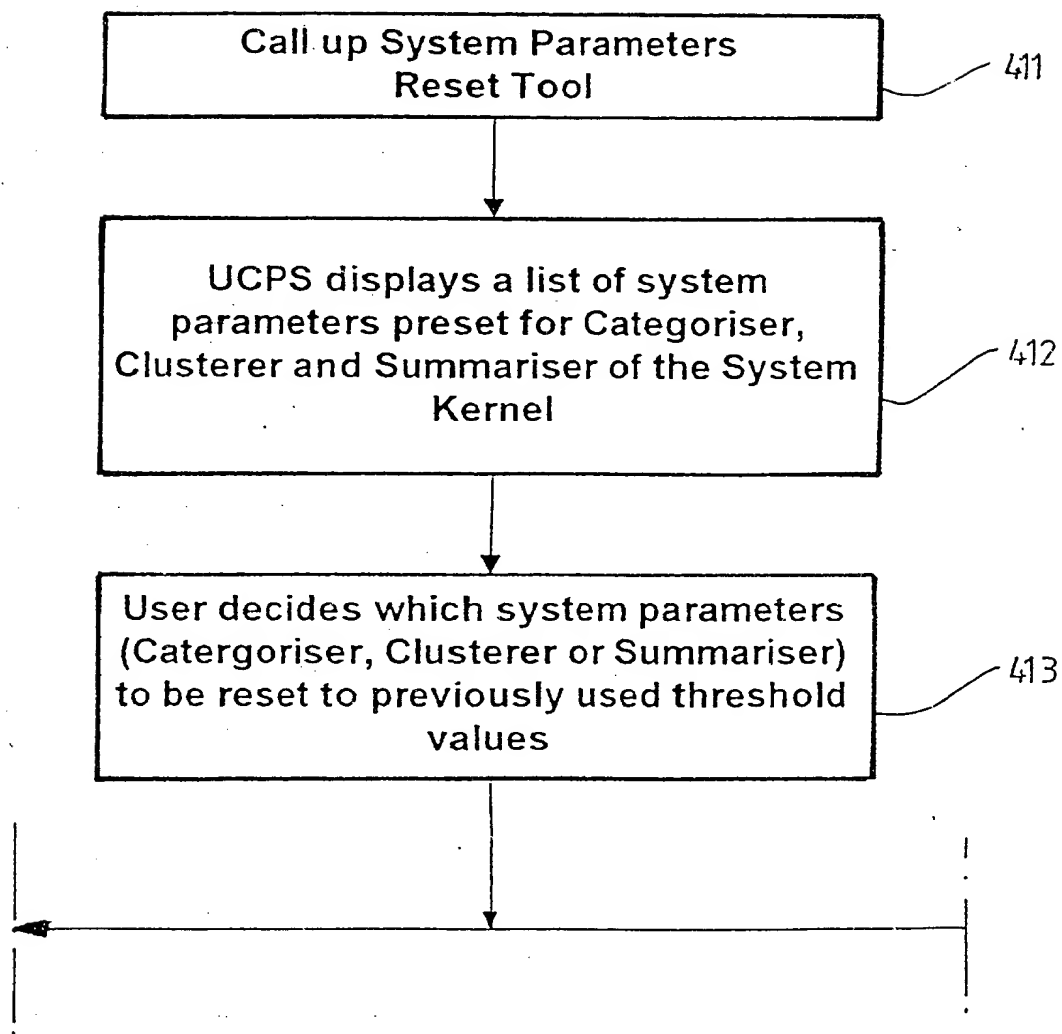 Call up System Parameters
Reset Tool
411
UCPS displays a list of system
parameters preset for Categoriser,
Clusterer and Summariser of the System
Kernel
412
User decides which system parameters
(Catergoriser, Clusterer or Summariser)
to be reset to previously used threshold
values
413